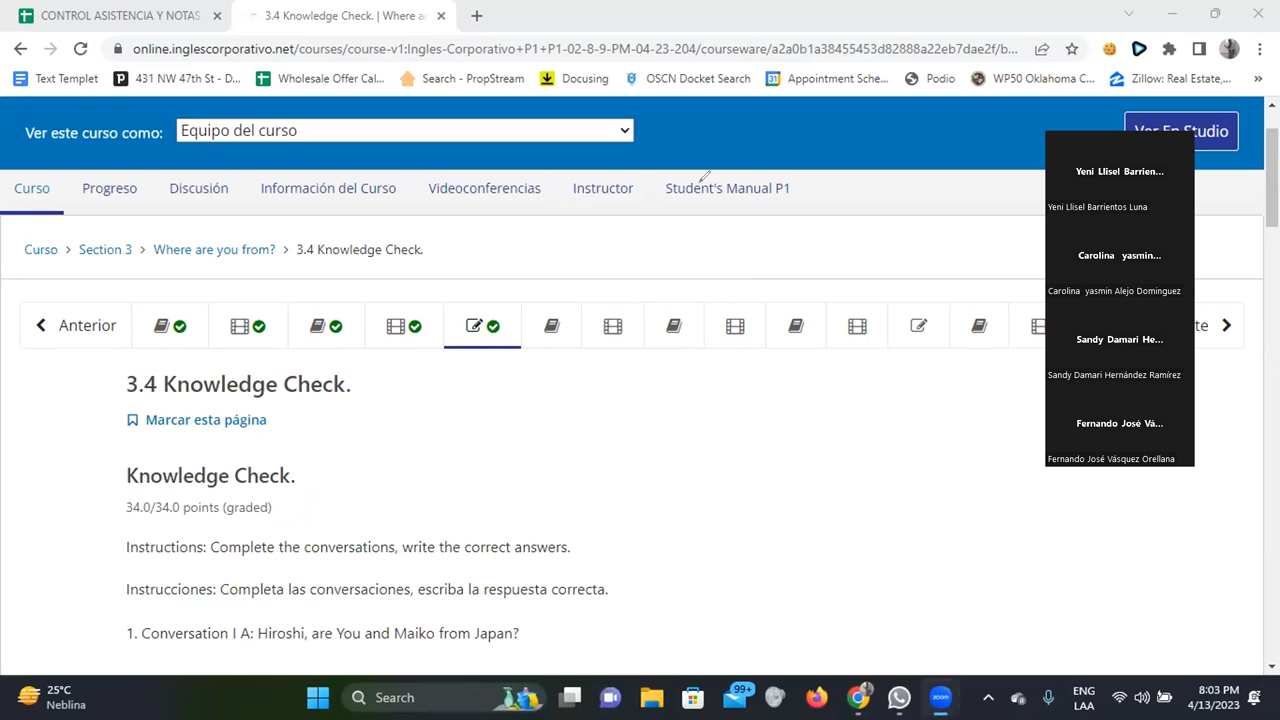 CONTROL ASISTENCIA Y NOTAS
3.4 Knowledge Check. | Where a
online.inglescorporativo.net/courses/course-v1:Ingles-Corporativo+P1+P1-02-8-9-PM-04-23-204/courseware/a2a0b1a38455453d82888a22eb7dae2f/b...
Text Templet
431 NW 47th St - D...
Wholesale Offer Cal...
Search - PropStream
Docusing
OSCN Docket Search
31
Appointment Sche...
Podio
WP50 Oklahoma C...
Zillow: Real Estate,...
»
Ver este curso como:
Equipo del curso
Ver En Studio
Curso
Progreso
Discusión
Información del Curso
Videoconferencias
Instructor
Student's Manual P1
Curso > Section 3 > Where are you from? > 3.4 Knowledge Check.
Anterior
te
3.4 Knowledge Check.
Marcar esta página
Knowledge Check.
34.0/34.0 points (graded)
Instructions: Complete the conversations, write the correct answers.
Instrucciones: Completa las conversaciones, escriba la respuesta correcta.
1. Conversation I A: Hiroshi, are You and Maiko from Japan?
Yeni Llisel Barrien...
Yeni Llisel Barrientos Luna
Carolina yasmin...
Carolina yasmin Alejo Dominguez
Sandy Damari He...
Sandy Damari Hernández Ramírez
Fernando José Vá...
Fernando José Vásquez Orellana
25°C
Neblina
Search
99+
zoom
ENG
LAA
8:03 PM
4/13/2023